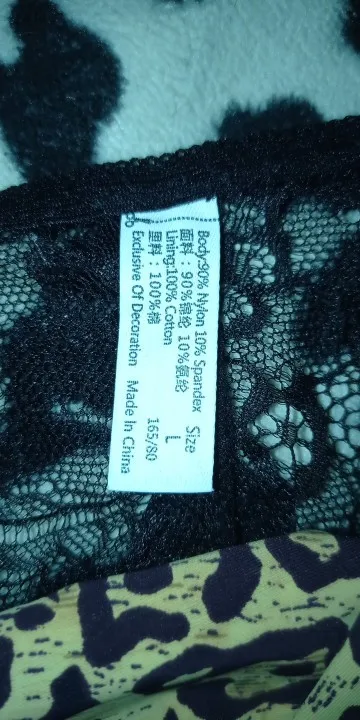 Body:90% Nylon 10% Spandex
面料：90%锦纶 10%氨纶
Lining:100% Cotton
里料：100%棉
Exclusive Of Decoration
Size
L
165/80
Made In China